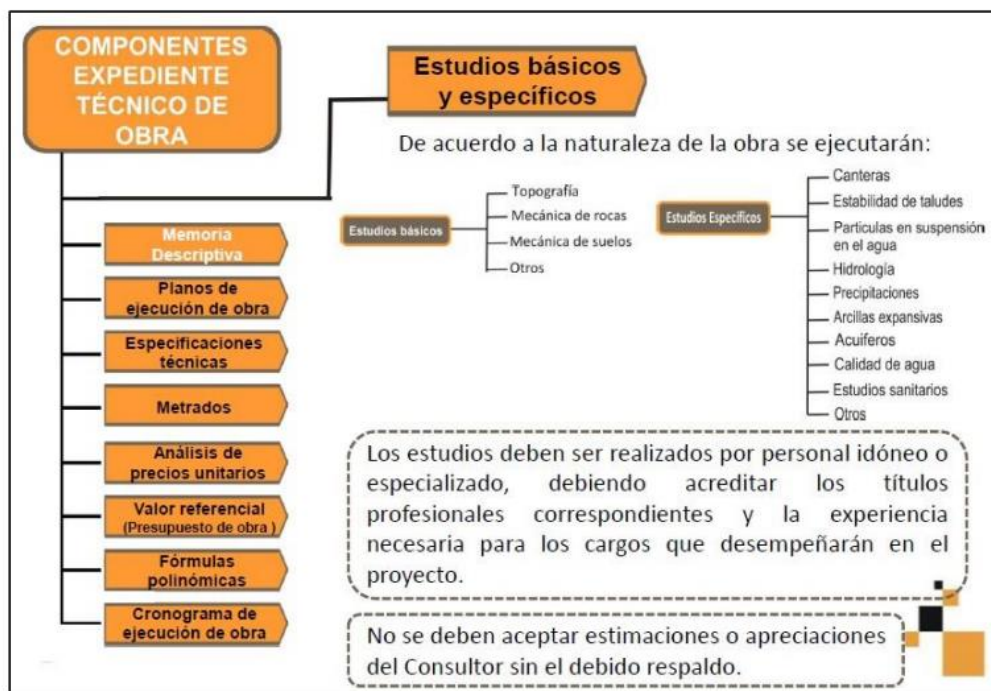 COMPONENTES
EXPEDIENTE
TÉCNICO DE
OBRA
Estudios básicos
y específicos
De acuerdo a la naturaleza de la obra se ejecutarán:
Estudios básicos
Topografía
Mecánica de rocas
Mecánica de suelos
Otros
Estudios Específicos
Canteras
Estabilidad de taludes
Particulas en suspensión
en el agua
Hidrología
Precipitaciones
Arcillas expansivas
Acuiferos
Calidad de agua
Estudios sanitarios
Otros
Memoria
Descriptiva
Planos de
ejecución de obra
Especificaciones
técnicas
Metrados
Análisis de
precios unitarios
Valor referencial
(Presupuesto de obra )
Fórmulas
polinómicas
Cronograma de
ejecución de obra
Los estudios deben ser realizados por personal idóneo o
especializado, debiendo acreditar los títulos
profesionales correspondientes y la experiencia
necesaria para los cargos que desempeñarán en el
proyecto.
No se deben aceptar estimaciones o apreciaciones
del Consultor sin el debido respaldo.